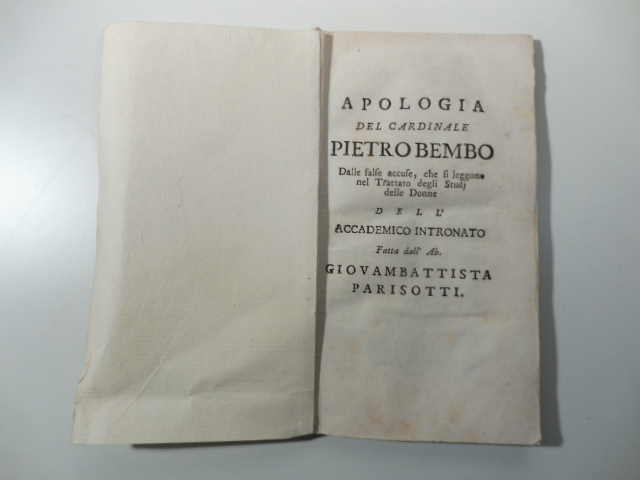 APOLOGIA
DEL CARDINALE
PIETRO BEMBO
Dalle falſe accuſe, che ſi leggono
nel Trattato degli Studj
delle Donne
DELL'
ACCADEMICO INTRONATO
Fatta dall' Ab.
GIOVAMBATTISTA
PARISOTTI.